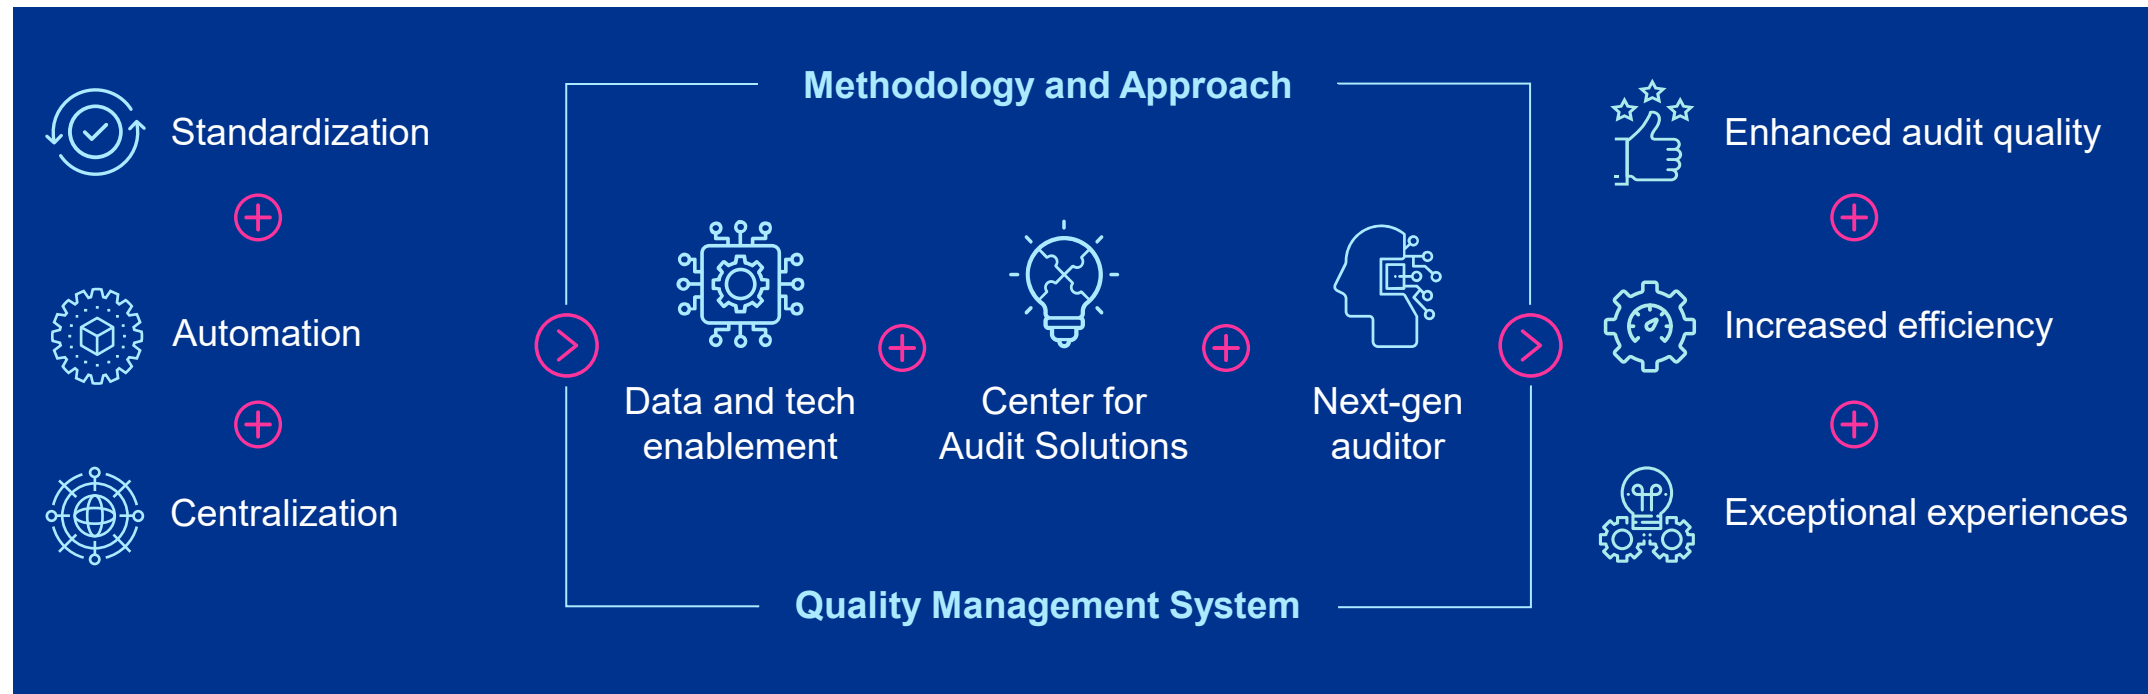 Standardization
Automation
Centralization
Methodology and Approach
Data and tech
enablement
Center for
Audit Solutions
Next-gen
auditor
Quality Management System
Enhanced audit quality
Increased efficiency
Exceptional experiences